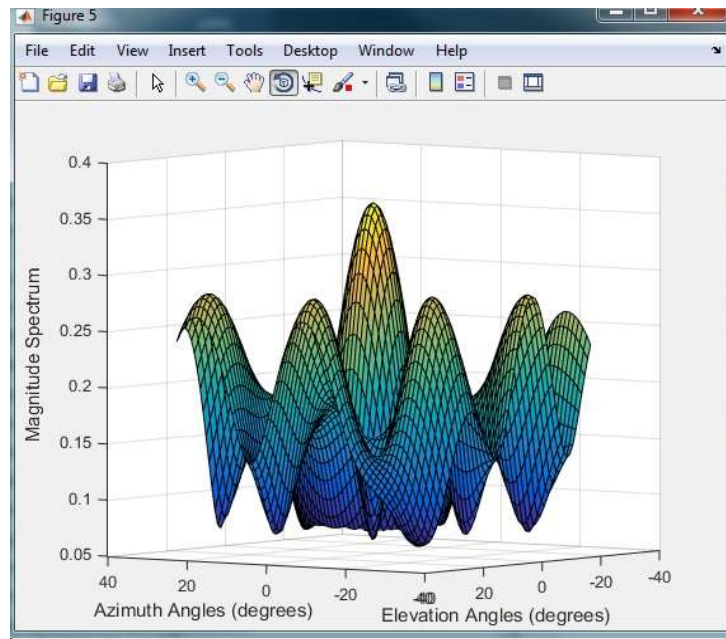 Figure 5
File Edit View Insert Tools Desktop Window Help
0.4
0.35
0.3
0.25
0.2
0.15
0.1
0.05
Magnitude Spectrum
40 20 0 -20
20 0 -20 -40
Azimuth Angles (degrees)
Elevation Angles (degrees)